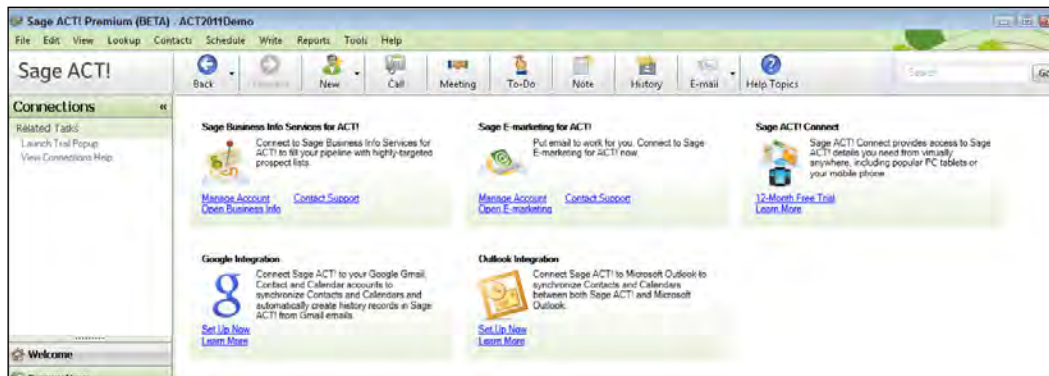 Sage ACT! Premium (BETA) - ACT2011Demo
File Edit View Lookup Contacts Schedule Write Reports Tools Help
Sage ACT!
Back
New
Call
Meeting
To-Do
Note
History
E-mail
Help Topics
Search
Go
Connections «
Related Tasks
Launch Trail Popup
View Connections Help
Sage Business Info Services for ACT!
Connect to Sage Business Info Services for
ACT! to fill your pipeline with highly-targeted
prospect lists.
Manage Account Contact Support
Open Business Info
Sage E-marketing for ACT!
Put email to work for you. Connect to Sage
E-marketing for ACT! now.
Manage Account Contact Support
Open E-marketing
Sage ACT! Connect
Sage ACT! Connect provides access to Sage
ACT! details you need from virtually
anywhere, including popular PC tablets or
your mobile phone
12-Month Free Trial
Learn More
Google Integration
Connect Sage ACT! to your Google Gmail,
Contact and Calendar accounts to
synchronize Contacts and Calendars and
automatically create history records in Sage
ACT! from Gmail emails.
Set Up Now
Learn More
Outlook Integration
Connect Sage ACT! to Microsoft Outlook to
synchronize Contacts and Calendars
between both Sage ACT! and Microsoft
Outlook.
Set Up Now
Learn More
Welcome